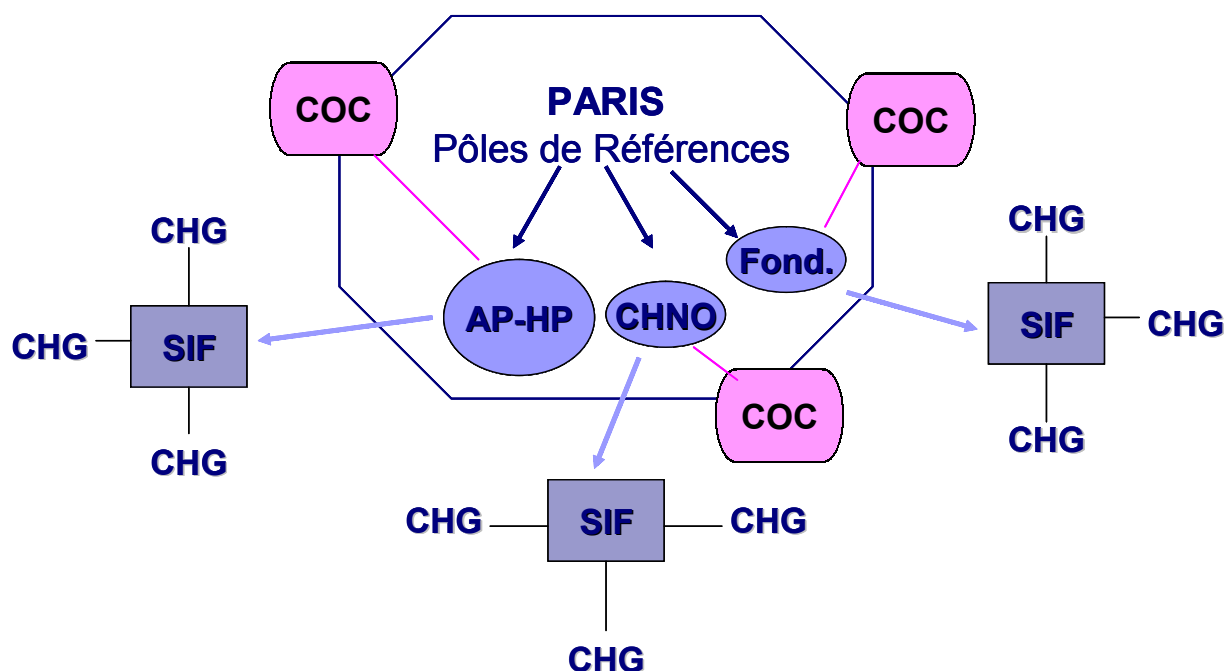 COC
PARIS
COC
Pôles de Références
CHG
CHG
Fond.
AP-HP
CHNO
CHG
SIF
SIF
CHG
COC
CHG
CHG
CHG
SIF
CHG
CHG